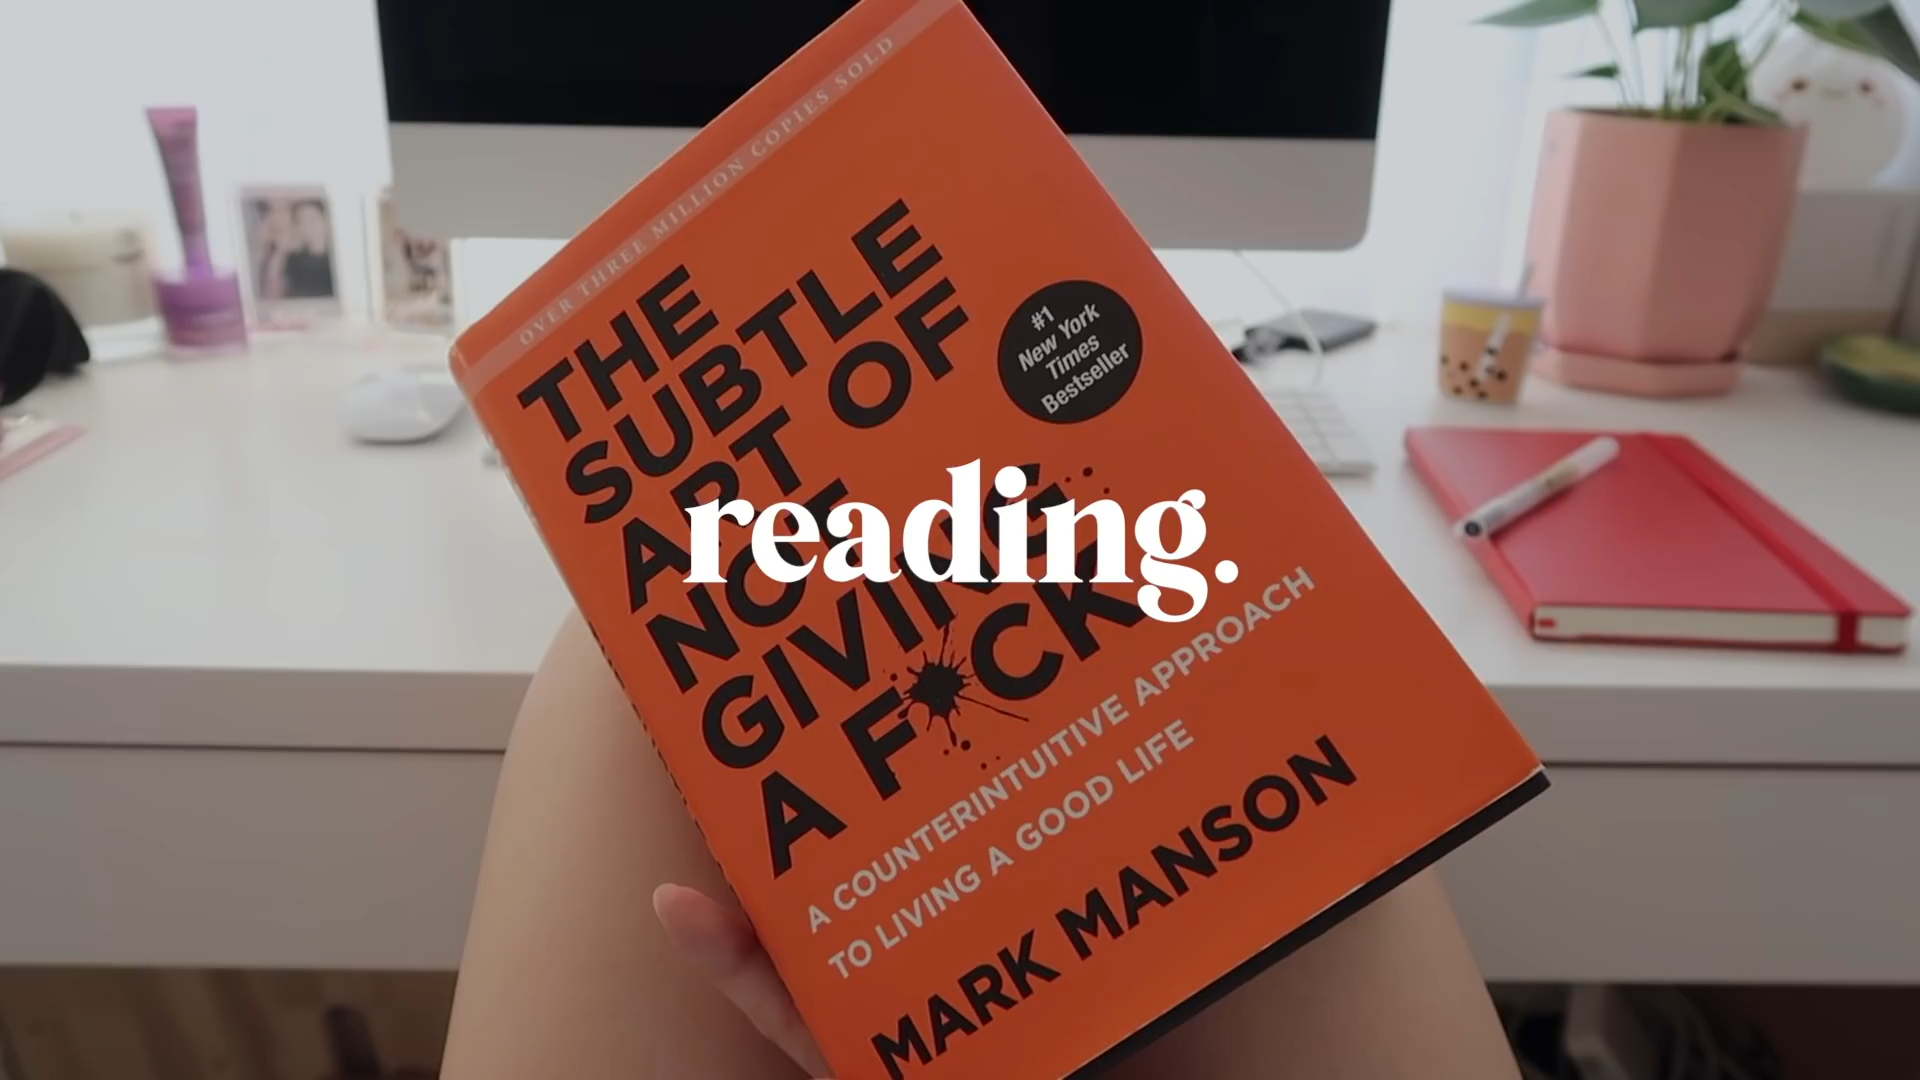 OVER THREE MILLION COPIES SOLD
THE
SUBTLE
ART OF
NOT
GIVING
A F*CK
#1
New York
Times
Bestseller
reading.
A COUNTERINTUITIVE APPROACH
TO LIVING A GOOD LIFE
MARK MANSON